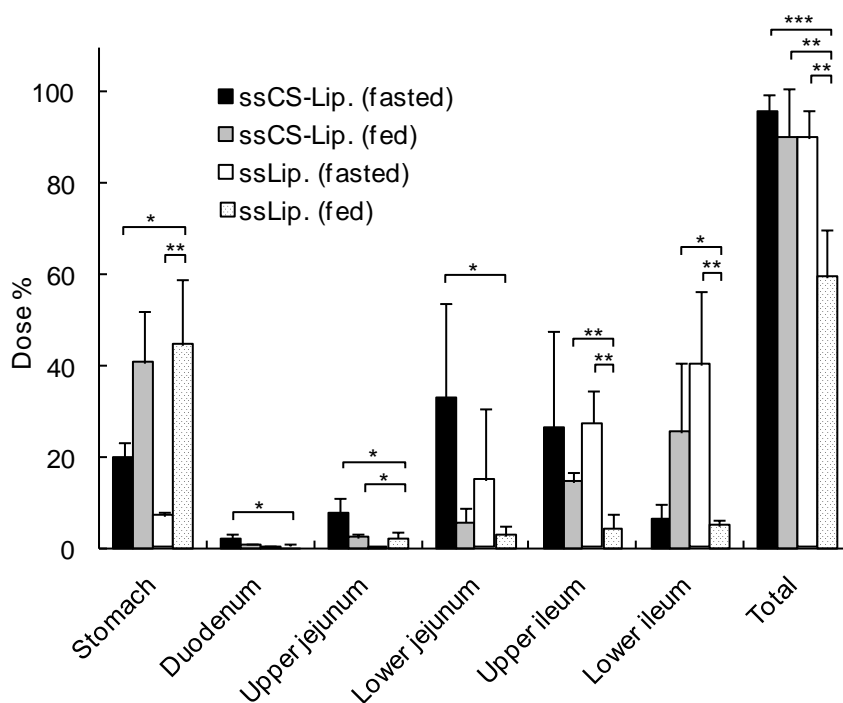 ***
**
**
100
ssCS-Lip. (fasted)
ssCS-Lip. (fed)
80
ssLip. (fasted)
ssLip. (fed)
*
**
60
*
**
*
Dose %
40
**
**
20
*
*
*
0
Stomach
Duodenum
Upper jejunum
Lower jejunum
Upper ileum
Lower ileum
Total